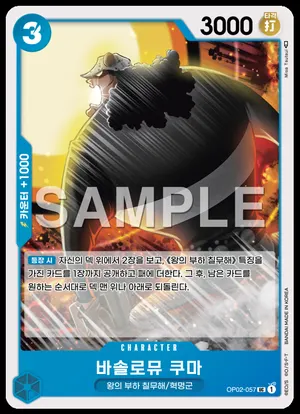 3
3000
타격
打
카운터 +1000
SAMPLE
등장 시 자신의 덱 위에서 2장을 보고, 《왕의 부하 칠무해》 특징을
가진 카드를 1장까지 공개하고 패에 더한다. 그 후, 남은 카드를
원하는 순서대로 덱 맨 위나 아래로 되돌린다.
CHARACTER
바솔로뮤 쿠마
왕의 부하 칠무해/혁명군
OP02-057 UC 1
BANDAI MADE IN KOREA